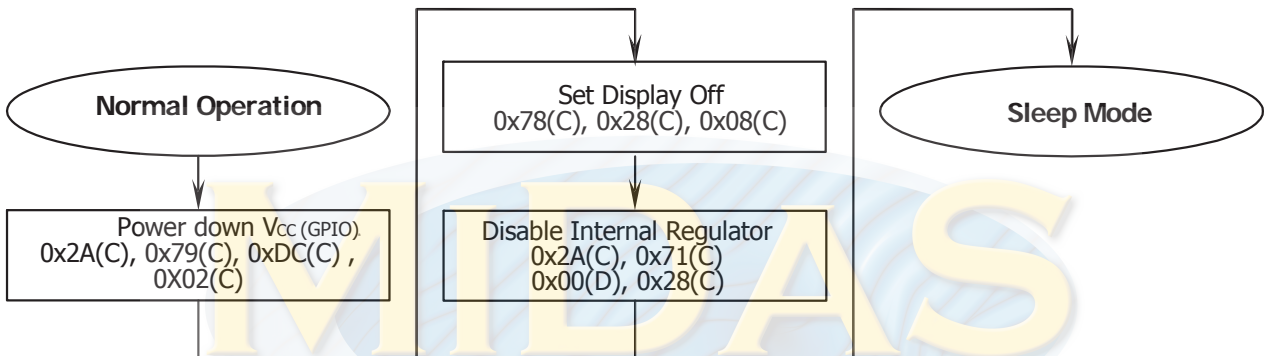 Normal Operation
Power down VCC (GPIO)
0x2A(C), 0x79(C), 0xDC(C) ,
0X02(C)
Set Display Off
0x78(C), 0x28(C), 0x08(C)
Disable Internal Regulator
0x2A(C), 0x71(C)
0x00(D), 0x28(C)
Sleep Mode
MIDAS